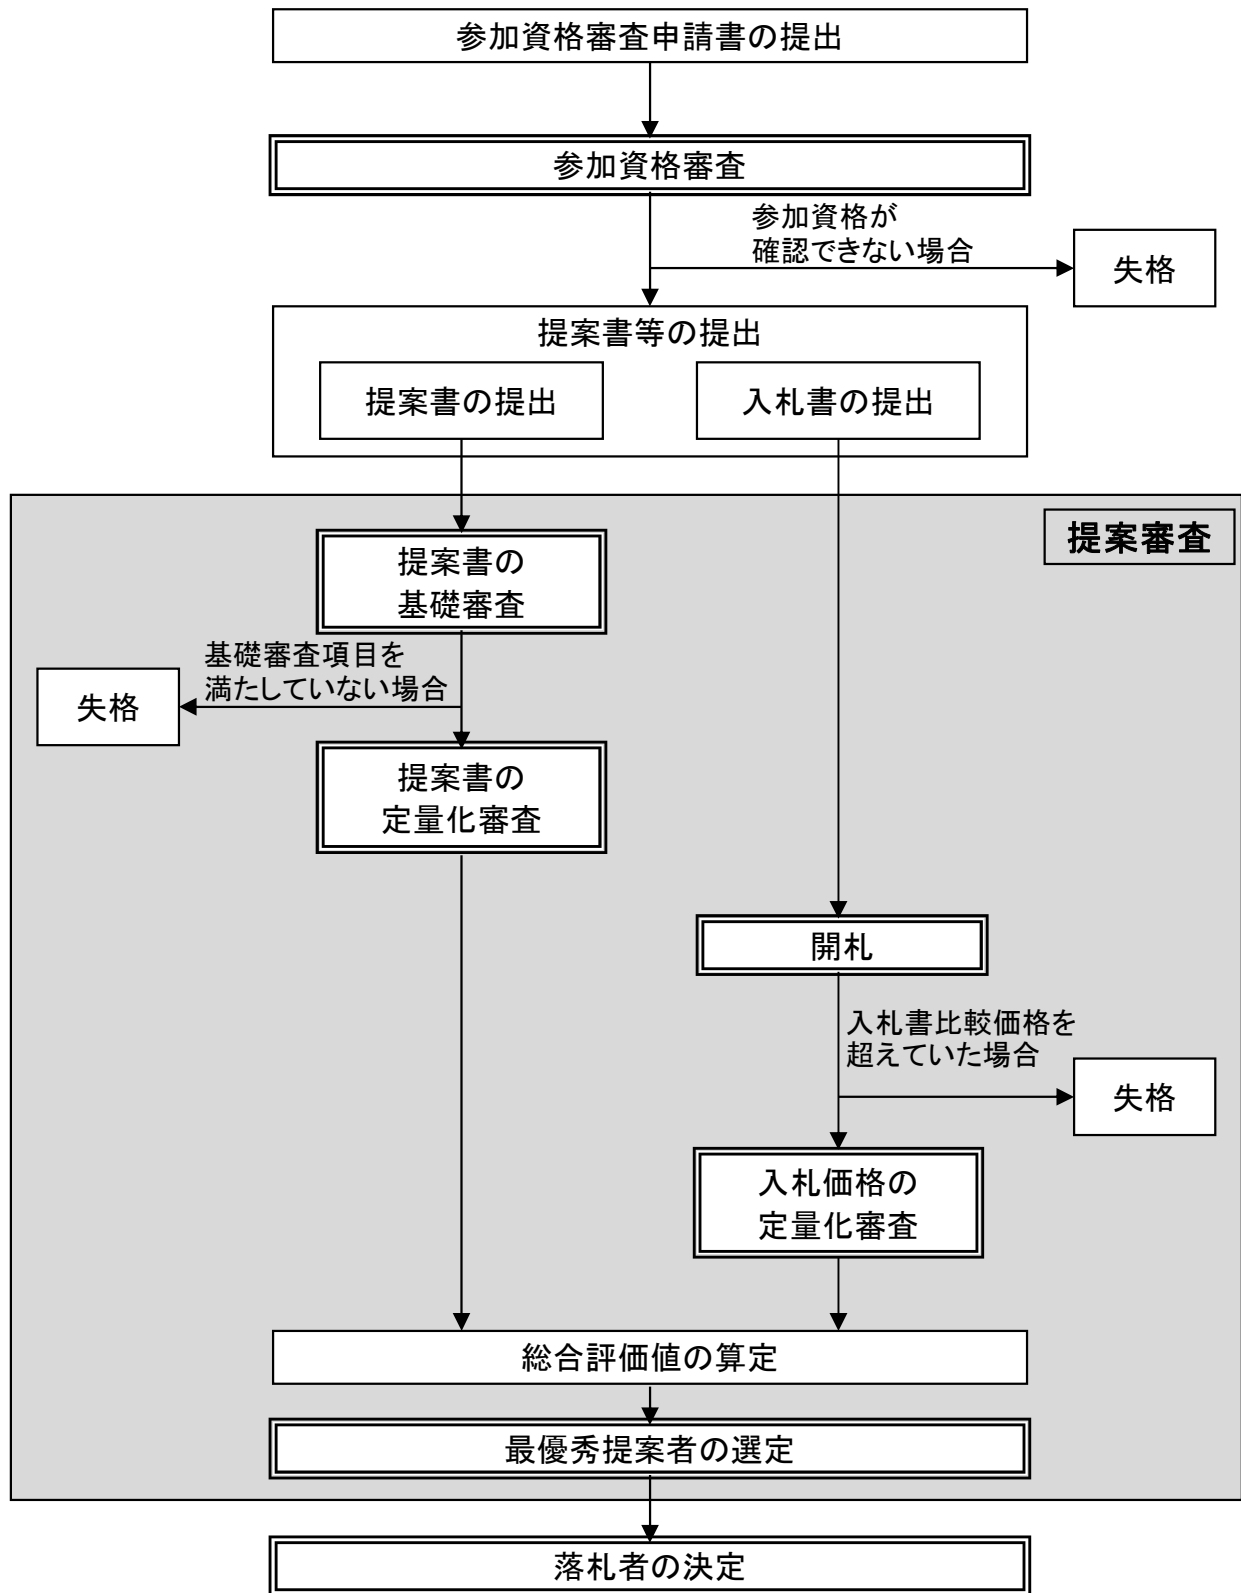 参加資格審査申請書の提出
参加資格審査
参加資格が
確認できない場合
失格
提案書等の提出
提案書の提出
入札書の提出
提案審査
提案書の
基礎審査
基礎審査項目を
満たしていない場合
失格
提案書の
定量化審査
開札
入札書比較価格を
超えていた場合
失格
入札価格の
定量化審査
総合評価値の算定
最優秀提案者の選定
落札者の決定